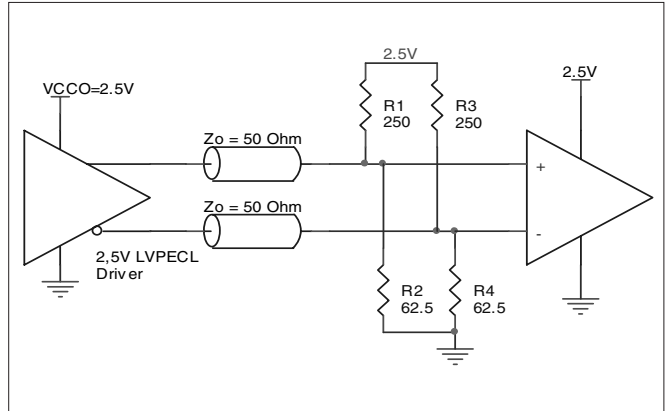 2.5V
VCCO=2.5V
2.5V
R1
250
R3
250
Zo = 50 Ohm
+
Zo = 50 Ohm
-
2,5V LVPECL
Driver
R2
62.5
R4
62.5